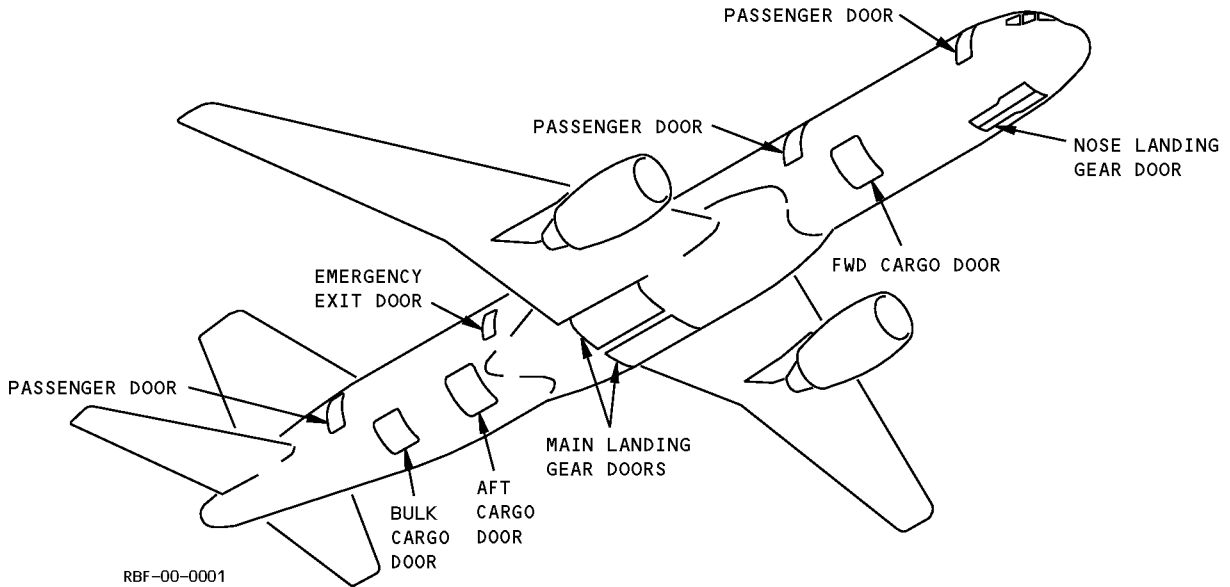 PASSENGER DOOR
PASSENGER DOOR
NOSE LANDING
GEAR DOOR
FWD CARGO DOOR
EMERGENCY
EXIT DOOR
PASSENGER DOOR
MAIN LANDING
GEAR DOORS
AFT
CARGO
DOOR
BULK
CARGO
DOOR
RBF-00-0001